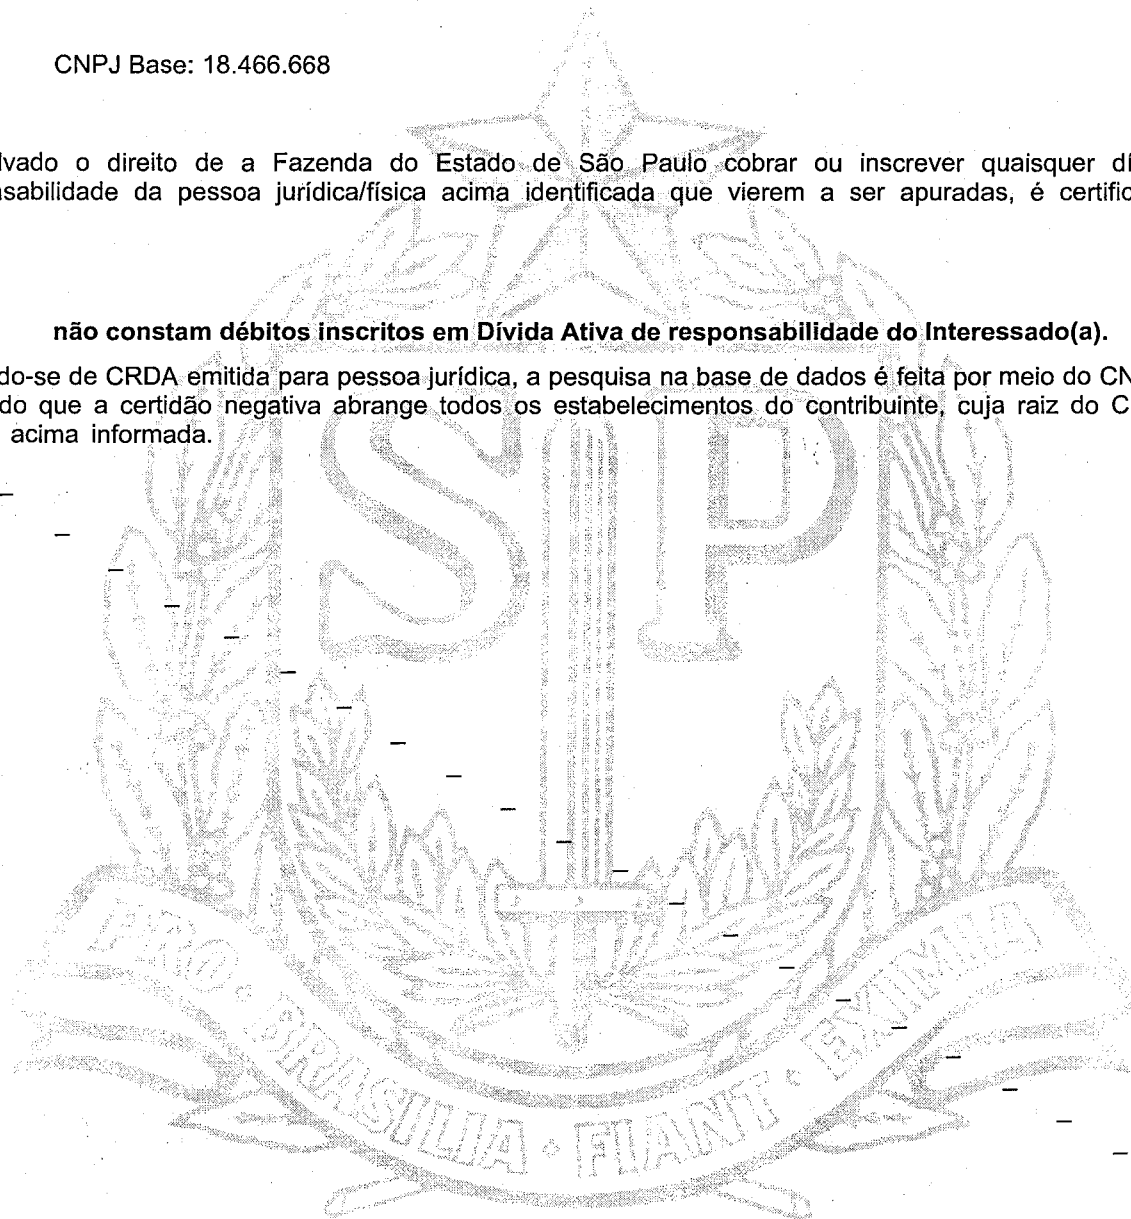 CNPJ Base: 18.466.668
lvado o direito de a Fazenda do Estado de São Paulo cobrar ou inscrever quaisquer dí
nsabilidade da pessoa jurídica/física acima identificada que vierem a ser apuradas, é certific
não constam débitos inscritos em Dívida Ativa de responsabilidade do Interessado(a).
do-se de CRDA emitida para pessoa jurídica, a pesquisa na base de dados é feita por meio do CN
do que a certidão negativa abrange todos os estabelecimentos do contribuinte, cuja raiz do C
acima informada.
SP
PRO · BRASILIA · FIANT · EXIMIA